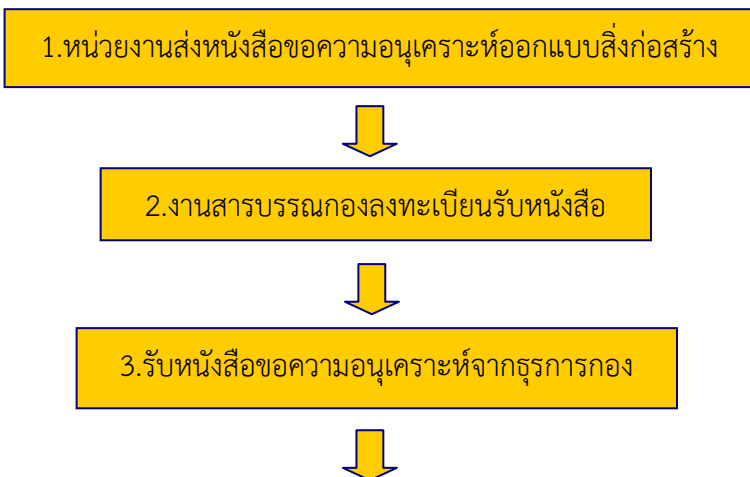 1.หน่วยงานส่งหนังสือขอความอนุเคราะห์ออกแบบสิ่งก่อสร้าง
2.งานสารบรรณกองลงทะเบียนรับหนังสือ
3.รับหนังสือขอความอนุเคราะห์จากธุรการกอง